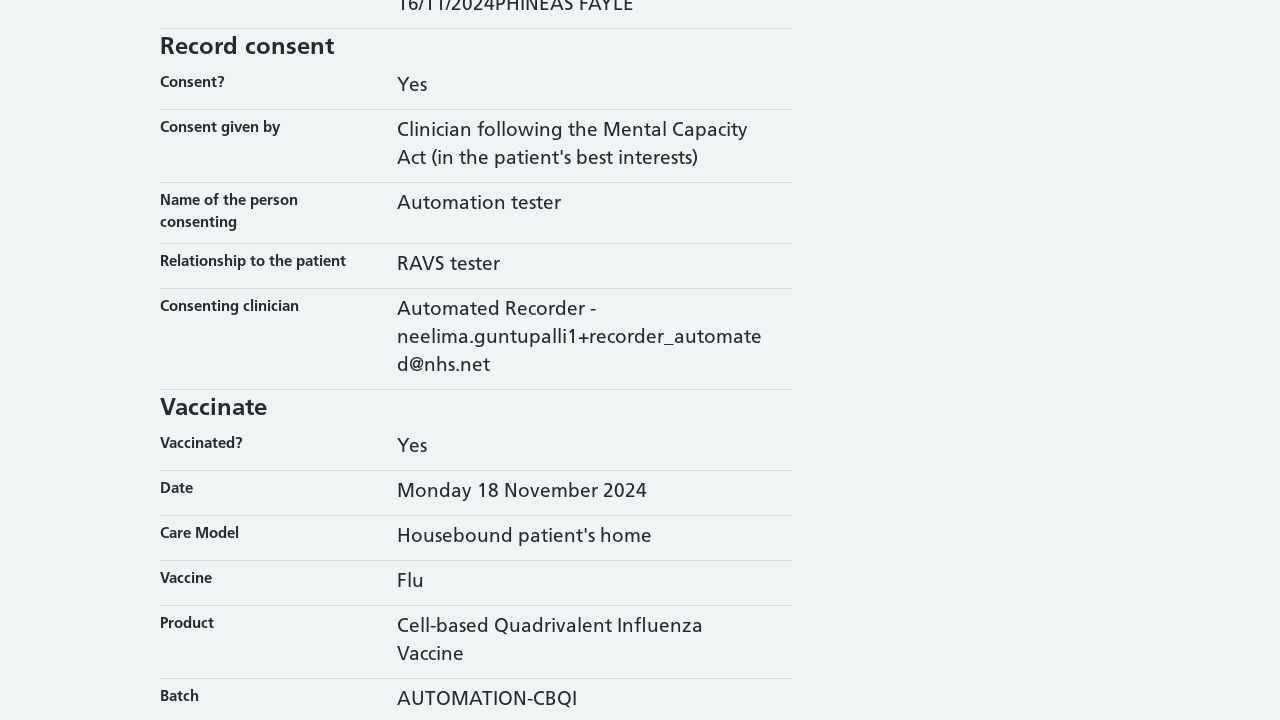 16/11/2024PHINEAS FAYLE
Record consent
Consent?
Yes
Consent given by
Clinician following the Mental Capacity
Act (in the patient's best interests)
Name of the person
consenting
Automation tester
Relationship to the patient
RAVS tester
Consenting clinician
Automated Recorder -
neelima.guntupalli1+recorder_automate
d@nhs.net
Vaccinate
Vaccinated?
Yes
Date
Monday 18 November 2024
Care Model
Housebound patient's home
Vaccine
Flu
Product
Cell-based Quadrivalent Influenza
Vaccine
Batch
AUTOMATION-CBQI